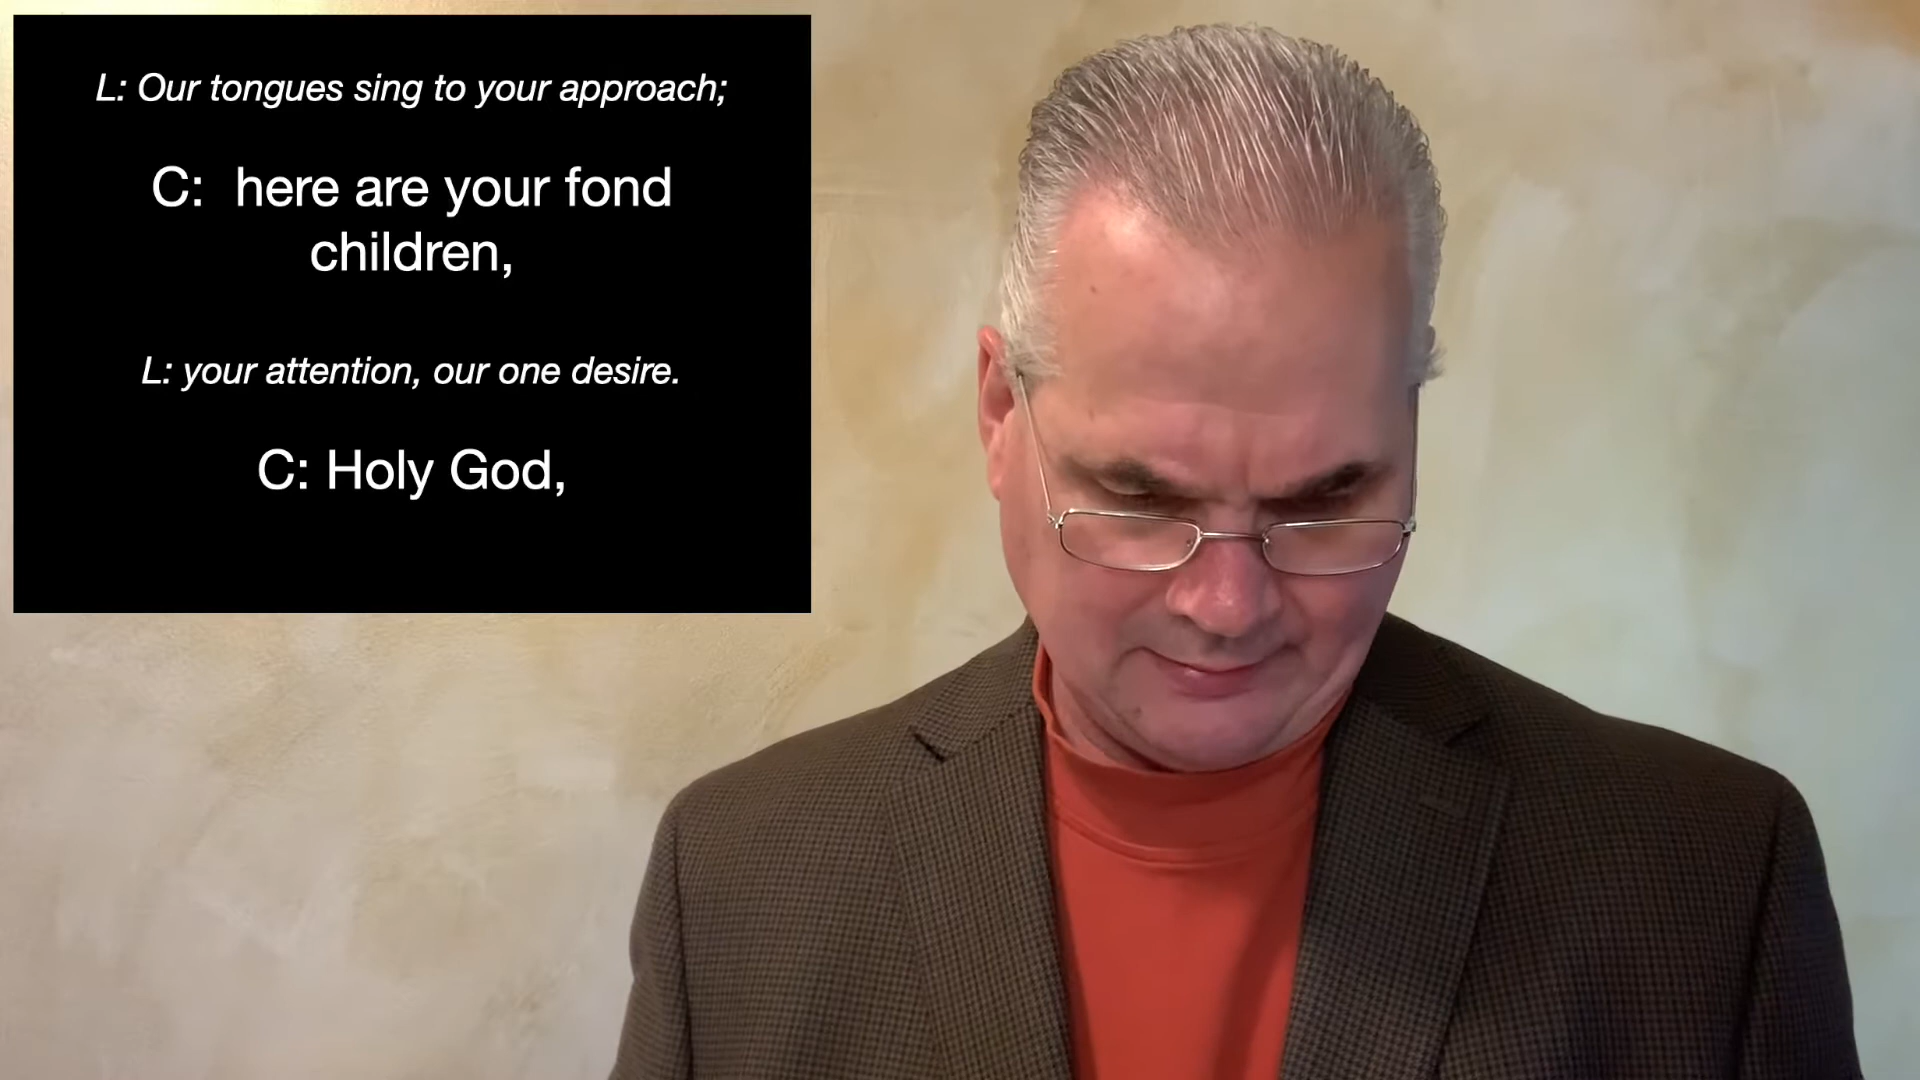 L: Our tongues sing to your approach;
C: here are your fond
children,
L: your attention, our one desire.
C: Holy God,